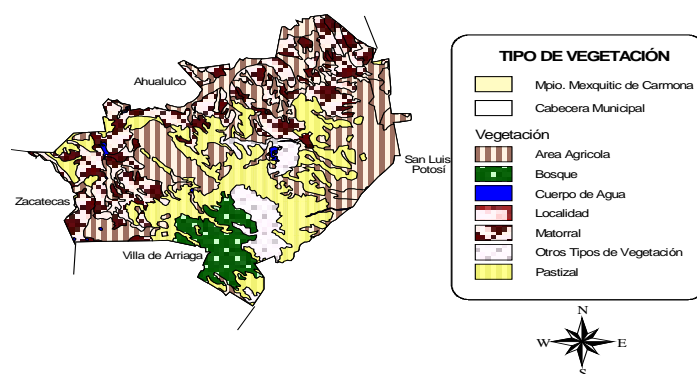 Ahualulco
San Luis
Potosí
Zacatecas
Villa de Arriaga
TIPO DE VEGETACIÓN
Mpio. Mexquitic de Carmona
Cabecera Municipal
Vegetación
Area Agricola
Bosque
Cuerpo de Agua
Localidad
Matorral
Otros Tipos de Vegetación
Pastizal
N
W E
S